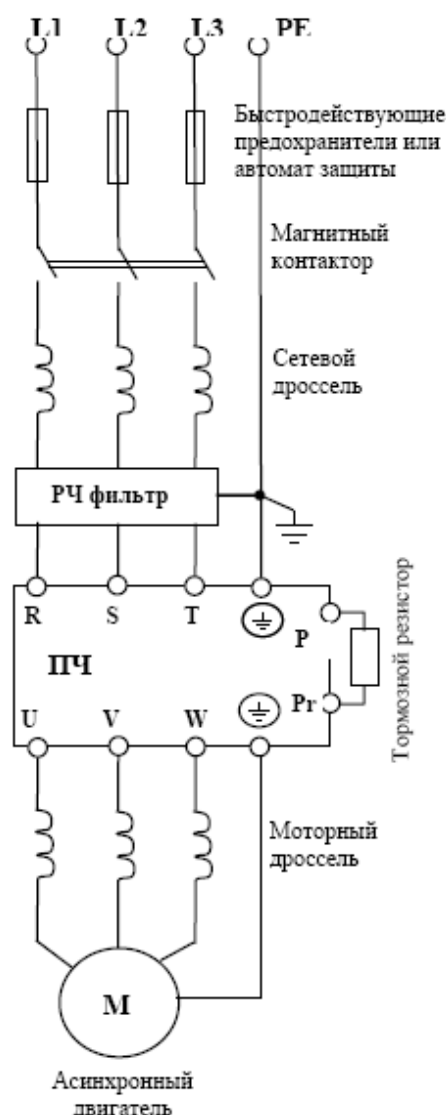 L1 L2 L3 PE
Быстродействующие
предохранители или
автомат защиты
Магнитный
контактор
Сетевой
дроссель
РЧ фильтр
R S T
P
ПЧ
Pr
U V W
Тормозной резистор
Моторный
дроссель
М
Асинхронный
двигатель